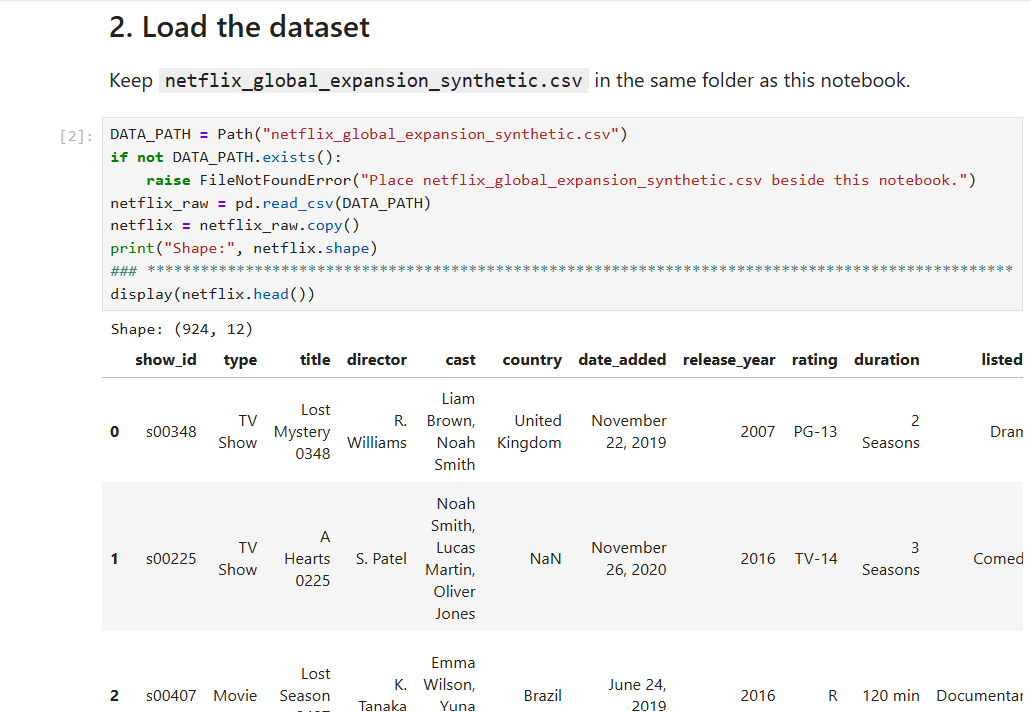 2. Load the dataset
Keep netflix_global_expansion_synthetic.csv in the same folder as this notebook.
[2]:
DATA_PATH = Path("netflix_global_expansion_synthetic.csv")
if not DATA_PATH.exists():
    raise FileNotFoundError("Place netflix_global_expansion_synthetic.csv beside this notebook.")
netflix_raw = pd.read_csv(DATA_PATH)
netflix = netflix_raw.copy()
print("Shape:", netflix.shape)
### ************************************************************************************************
display(netflix.head())
Shape: (924, 12)
show_id type title director cast country date_added release_year rating duration listed
0 s00348 TV Show Lost Mystery 0348 R. Williams Liam Brown, Noah Smith United Kingdom November 22, 2019 2007 PG-13 2 Seasons Dram
1 s00225 TV Show A Hearts 0225 S. Patel Noah Smith, Lucas Martin, Oliver Jones NaN November 26, 2020 2016 TV-14 3 Seasons Comed
2 s00407 Movie Lost Season K. Tanaka Emma Wilson, Yuna Brazil June 24, 2019 2016 R 120 min Documentar